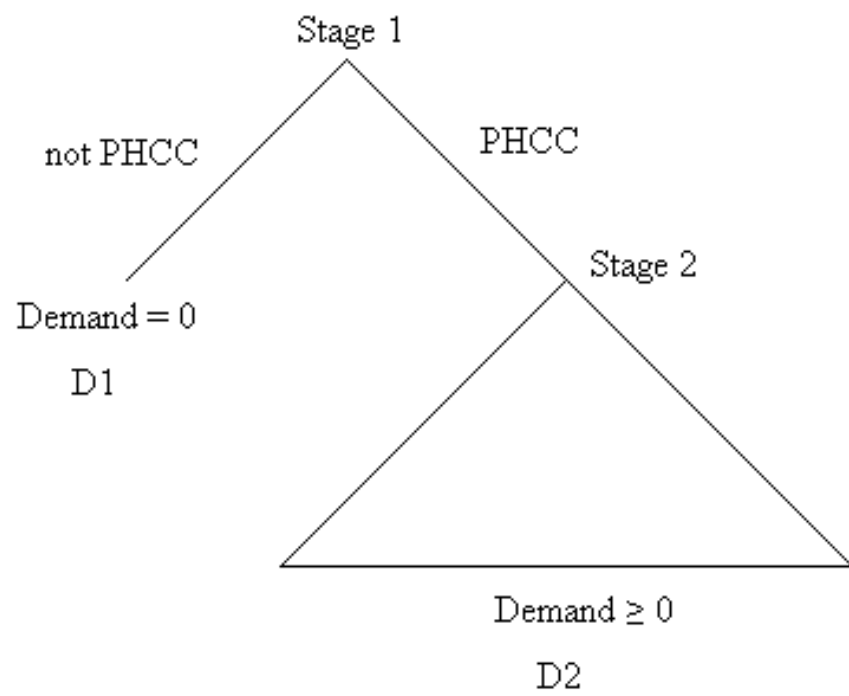 Stage 1
not PHCC
PHCC
Stage 2
Demand = 0
D1
Demand ≥ 0
D2